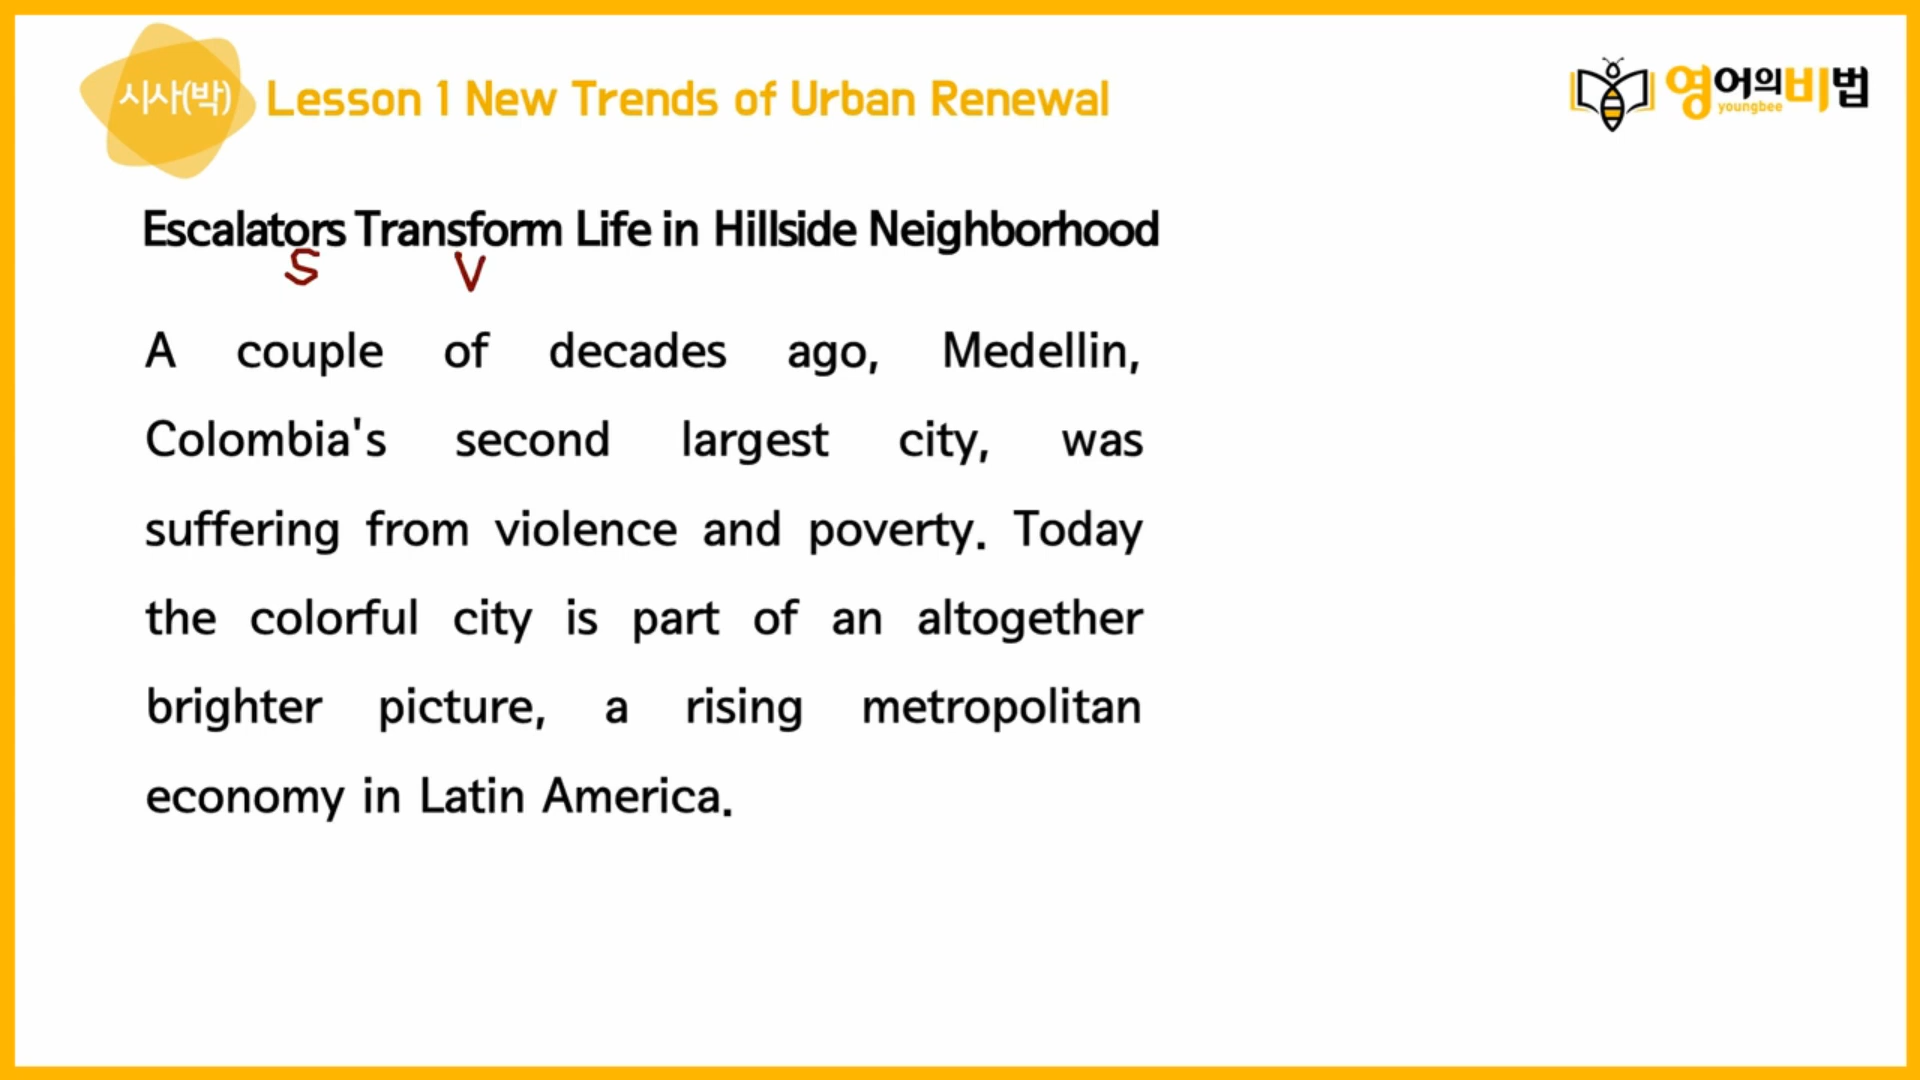 시사(박) Lesson 1 New Trends of Urban Renewal
영어의비법
youngbee
Escalators Transform Life in Hillside Neighborhood
S V
A couple of decades ago, Medellin,
Colombia's second largest city, was
suffering from violence and poverty. Today
the colorful city is part of an altogether
brighter picture, a rising metropolitan
economy in Latin America.